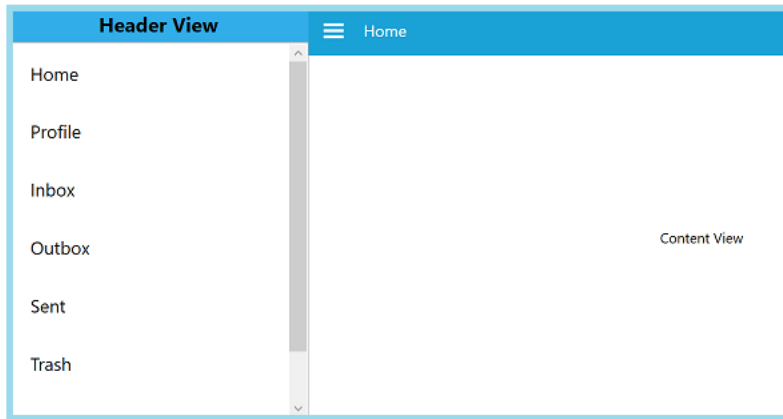 Header View
Home
Home
Profile
Inbox
Outbox
Sent
Trash
Content View